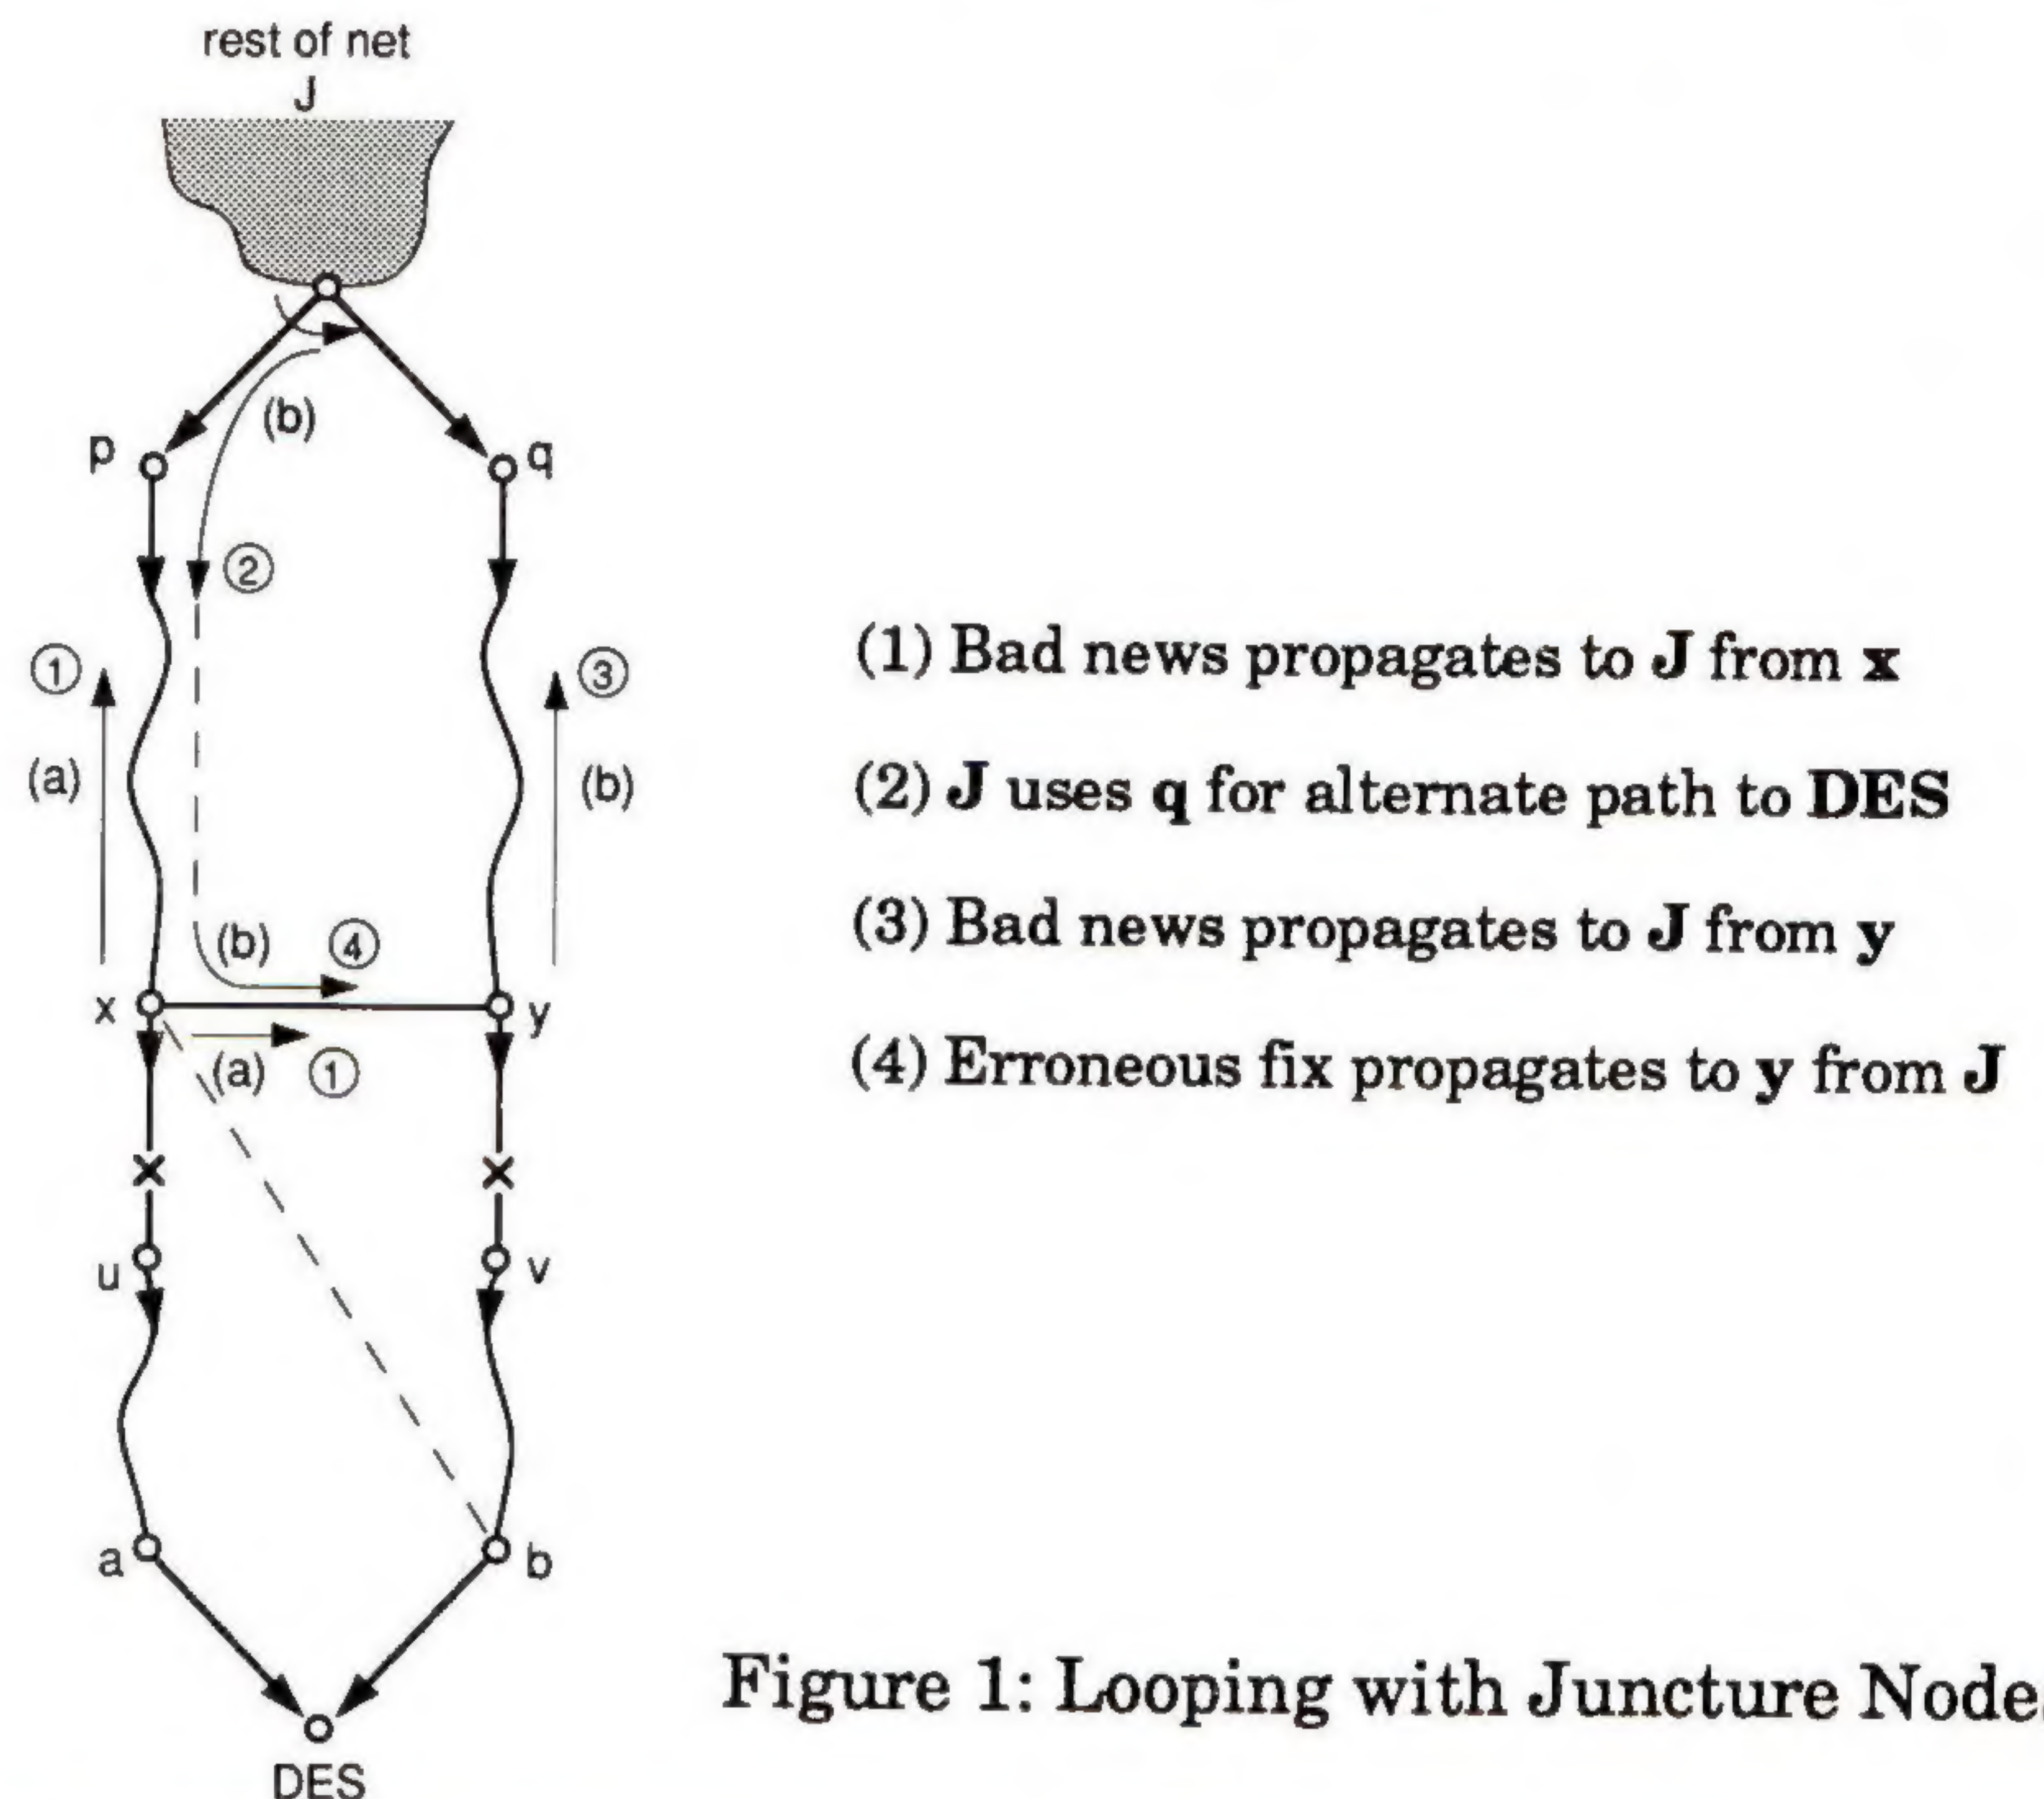 rest of net
J
(b)
p
q
②
①
③
(a)
(b)
(1) Bad news propagates to J from x
(2) J uses q for alternate path to DES
(3) Bad news propagates to J from y
(4) Erroneous fix propagates to y from J
(b)
④
x
y
(a)
①
x
x
u
v
a
b
DES
Figure 1: Looping with Juncture Node